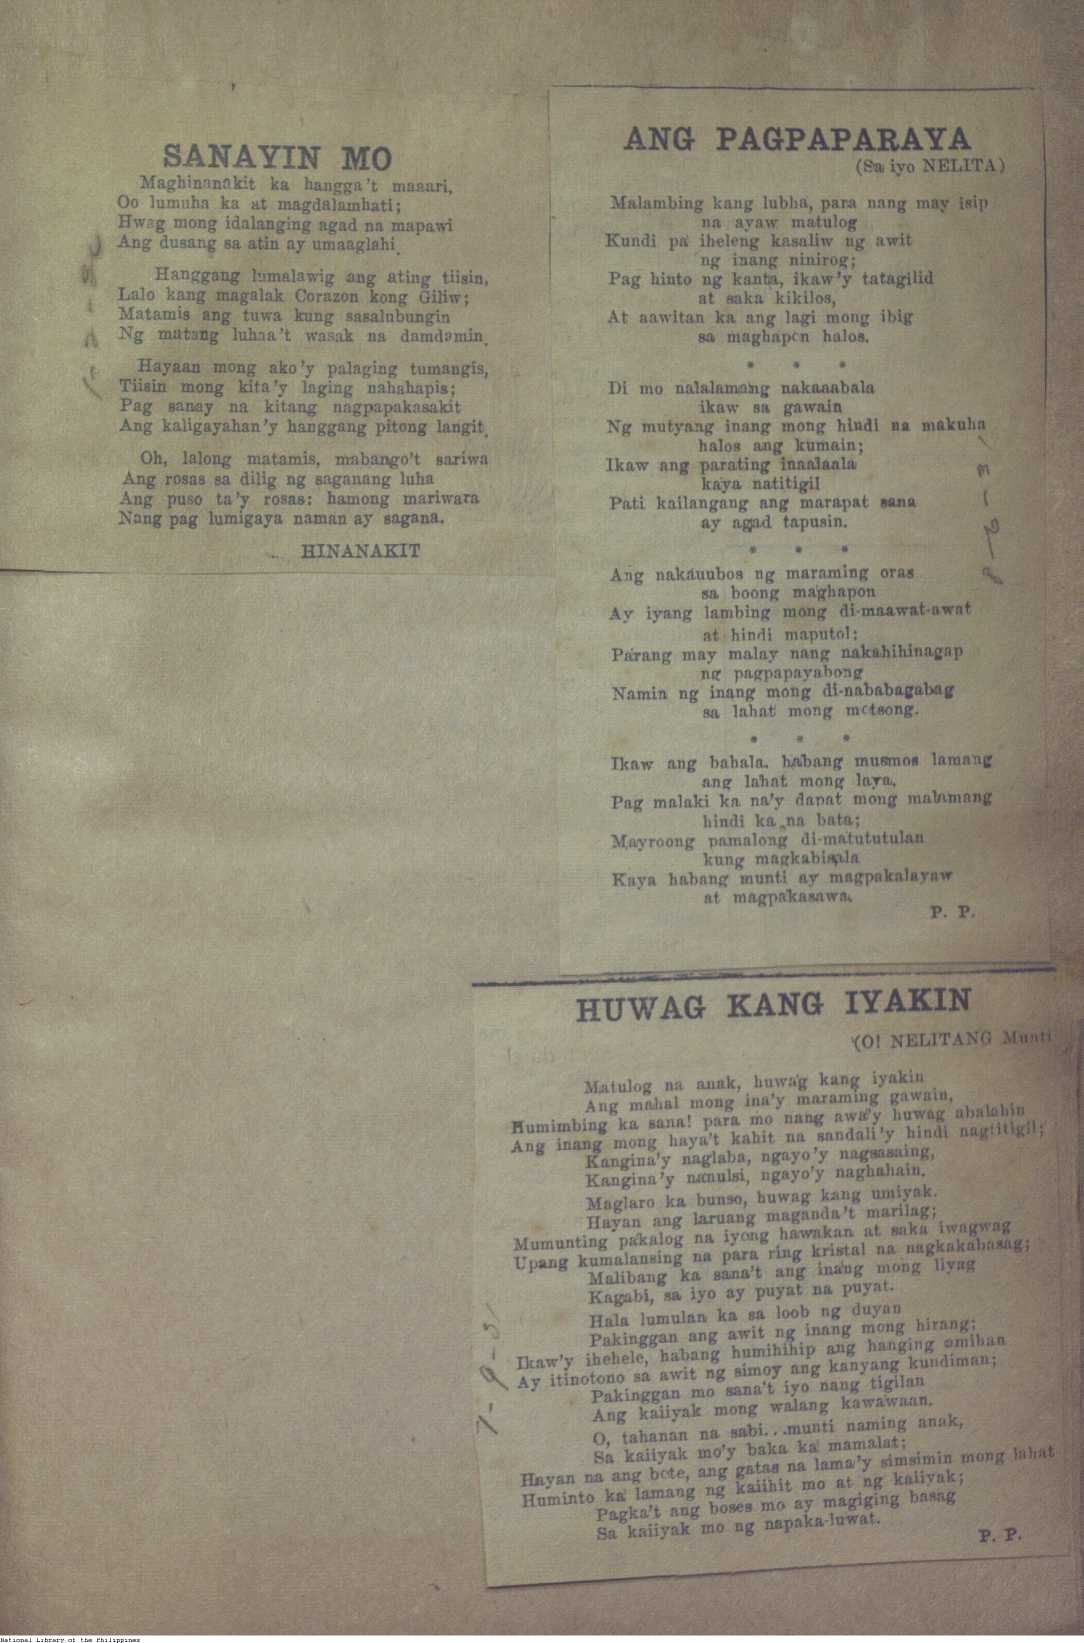 SANAYIN MO
Maghinanakit ka hangga't maaari,
Oo lumuha ka at magdalamhati;
Hwag mong idalanging agad na mapawi
Ang dusang sa atin ay umaaglahi.
Hanggang lumalawig ang ating tiisin,
Lalo kang magalak Corazon kong Giliw;
Matamis ang tuwa kung sasalubungin
Ng matang luhaa't wasak na damdamin.
Hayaan mong ako'y palaging tumangis,
Tiisin mong kita'y laging nahahapis;
Pag sanay na kitang nagpapakasakit
Ang kaligayahan'y hanggang pitong langit.
Oh, lalong matamis, mabango't sariwa
Ang rosas sa dilig ng saganang luha
Ang puso ta'y rosas: hamong mariwara
Nang pag lumigaya naman ay sagana.
HINANAKIT
ANG PAGPAPARAYA
(Sa iyo NELITA)
Malambing kang lubha, para nang may isip
na ayaw matulog
Kundi pa iheleng kasaliw ng awit
ng inang ninirog;
Pag hinto ng kanta, ikaw'y tatagilid
at saka kikilos,
At aawitan ka ang lagi mong ibig
sa maghapon halos.
* * *
Di mo nalalamang nakaaabala
ikaw sa gawain
Ng mutyang inang mong hindi na makuha
halos ang kumain;
Ikaw ang parating inaalaala
kaya natitigil
Pati kailangang ang marapat sana
ay agad tapusin.
* * *
Ang nakauubos ng maraming oras
sa boong maghapon
Ay iyang lambing mong di-maawat-awat
at hindi maputol;
Parang may malay nang nakahihinagap
ng pagpapayabong
Namin ng inang mong di-nababagabag
sa lahat mong motsong.
* * *
Ikaw ang bahala, habang musmos lamang
ang lahat mong laya,
Pag malaki ka na'y dapat mong malamang
hindi ka na bata;
Mayroong pamalong di-matututulan
kung magkabisala
Kaya habang munti ay magpakalayaw
at magpakasawa.
P. P.
HUWAG KANG IYAKIN
(O! NELITANG Munti
Matulog na anak, huwag kang iyakin
Ang mahal mong ina'y maraming gawain,
Humimbing ka sana! para mo nang awa'y huwag abalahin
Ang inang mong haya't kahit na sandali'y hindi nagtitigil;
Kangina'y naglaba, ngayo'y nagsasaing,
Kangina'y nanulsi, ngayo'y naghahain.
Maglaro ka bunso, huwag kang umiyak.
Hayan ang laruang maganda't marilag;
Mumunting pakalog na iyong hawakan at saka iwagwag
Upang kumalansing na para ring kristal na nagkakabasag;
Malibang ka sana't ang inang mong liyag
Kagabi, sa iyo ay puyat na puyat.
Hala lumulan ka sa loob ng duyan
Pakinggan ang awit ng inang mong hirang;
Ikaw'y ihehele, habang humihihip ang hanging amihan
Ay itinotono sa awit ng simoy ang kanyang kundiman;
Pakinggan mo sana't iyo nang tigilan
Ang kaiiyak mong walang kawawaan.
O, tahanan na sabi...munti naming anak,
Sa kaiiyak mo'y baka ka mamalat;
Hayan na ang bote, ang gatas na lama'y simsimin mong lahat
Huminto ka lamang ng kaiihit mo at ng kaiiyak;
Pagka't ang boses mo ay magiging basag
Sa kaiiyak mo ng napaka-luwat.
P. P.
7-9-3
National Library of the Philippines